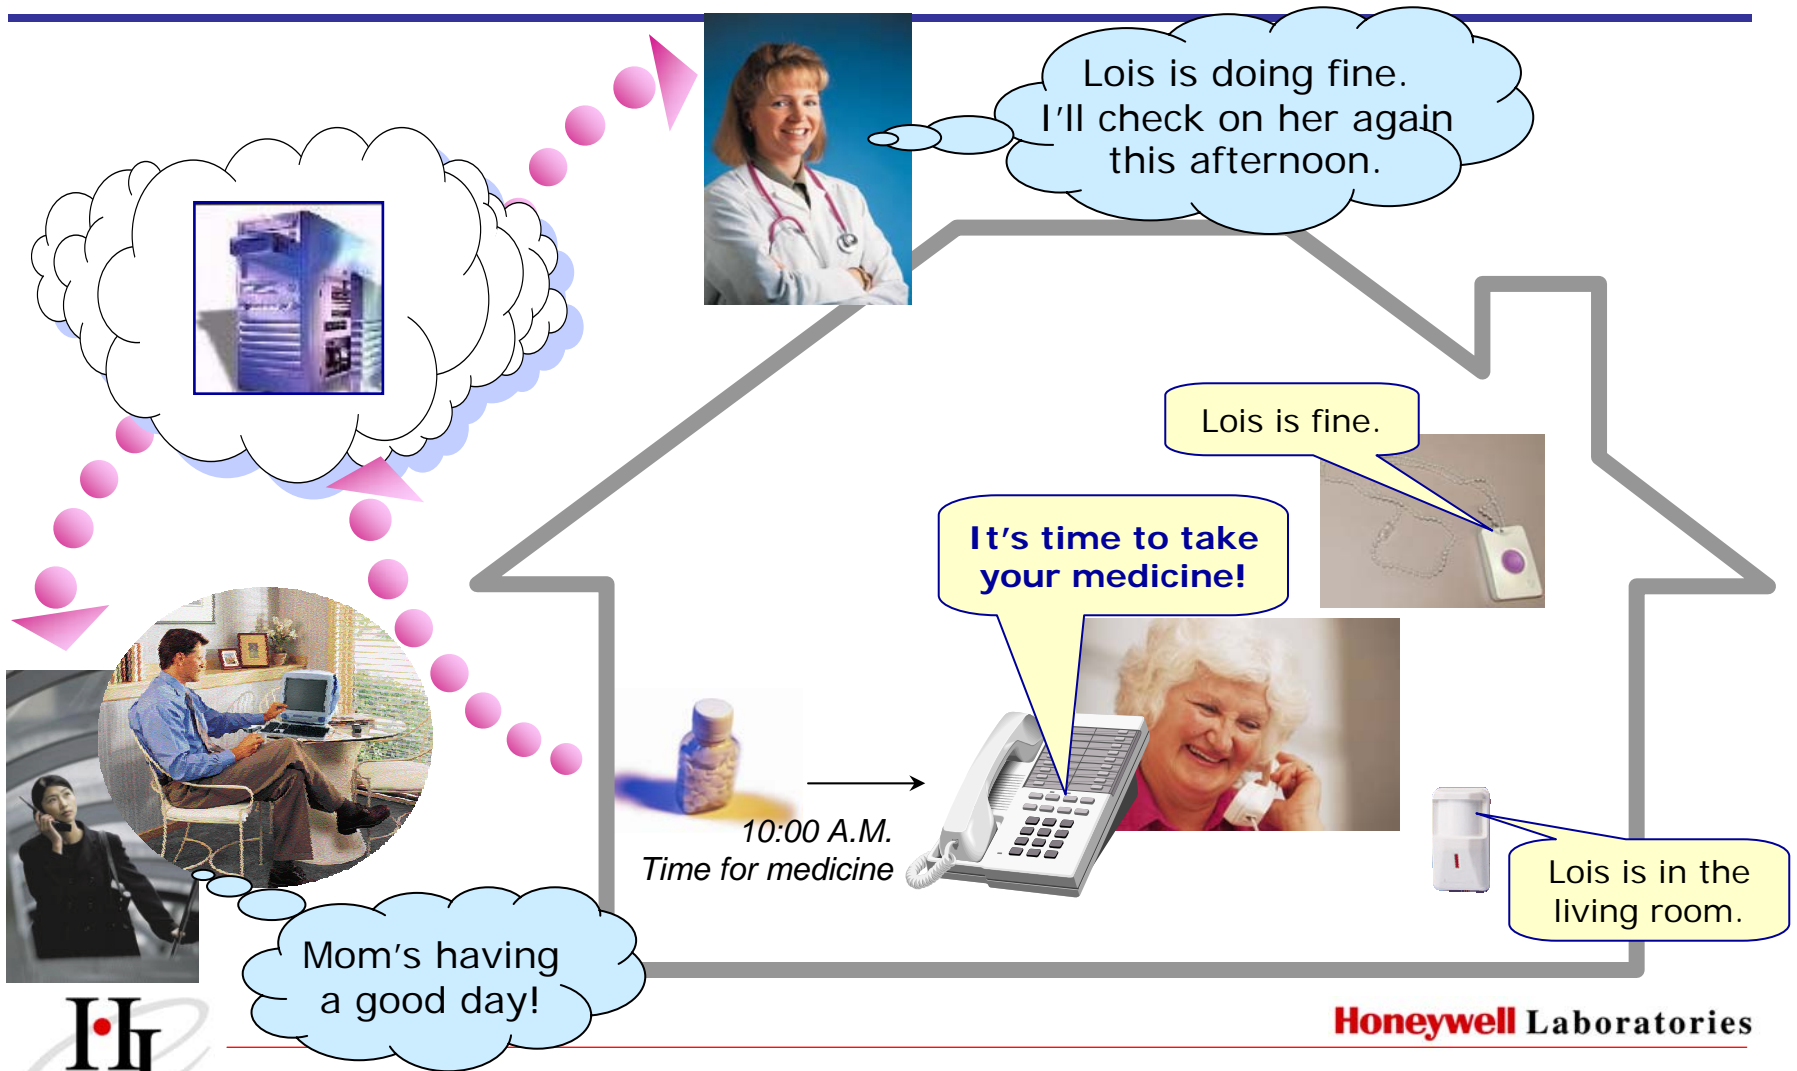 Lois is doing fine.
I'll check on her again
this afternoon.
Lois is fine.
It's time to take
your medicine!
10:00 A.M.
Time for medicine
Lois is in the
living room.
Mom's having
a good day!
Honeywell Laboratories